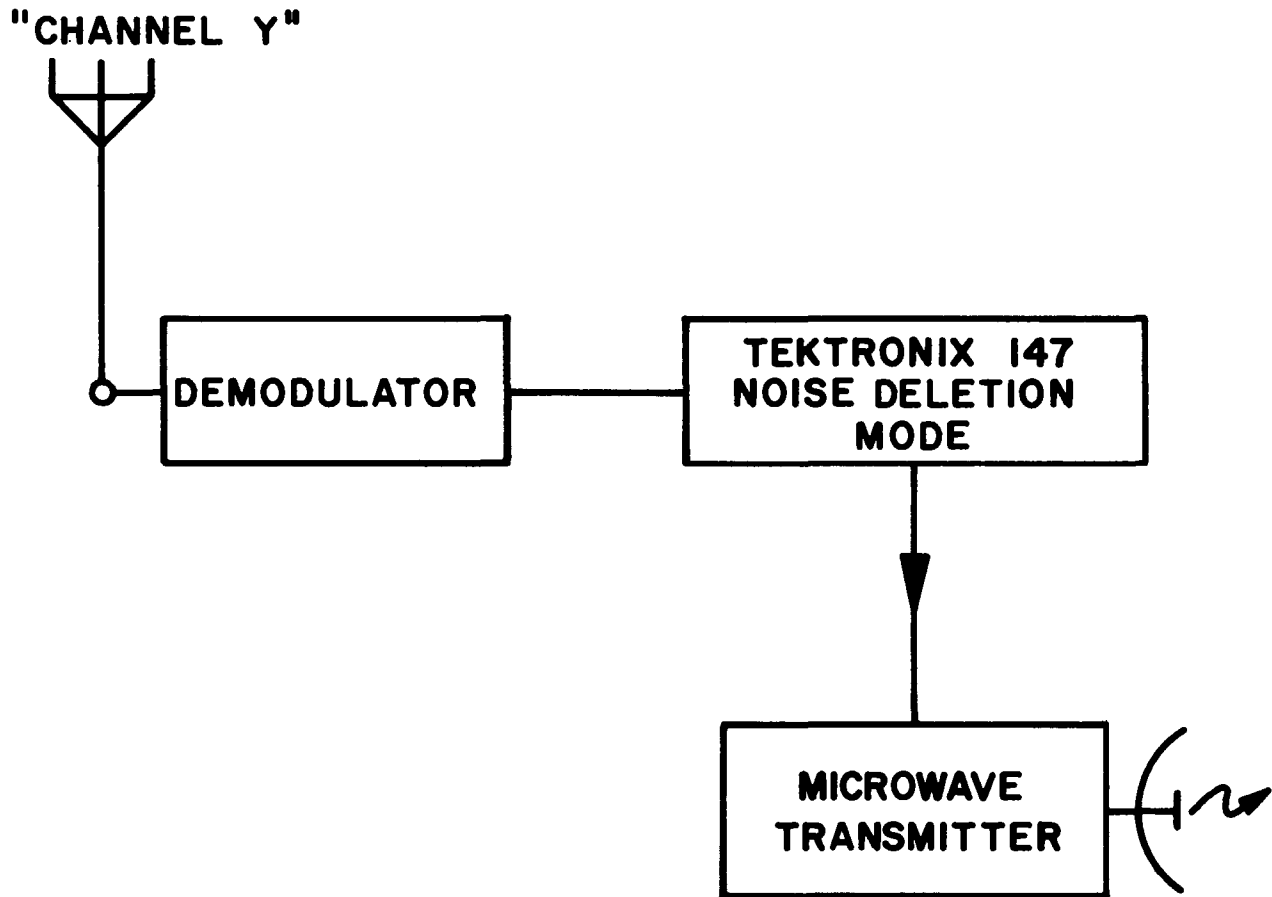 "CHANNEL Y"
DEMODULATOR
TEKTRONIX 147
NOISE DELETION
MODE
MICROWAVE
TRANSMITTER